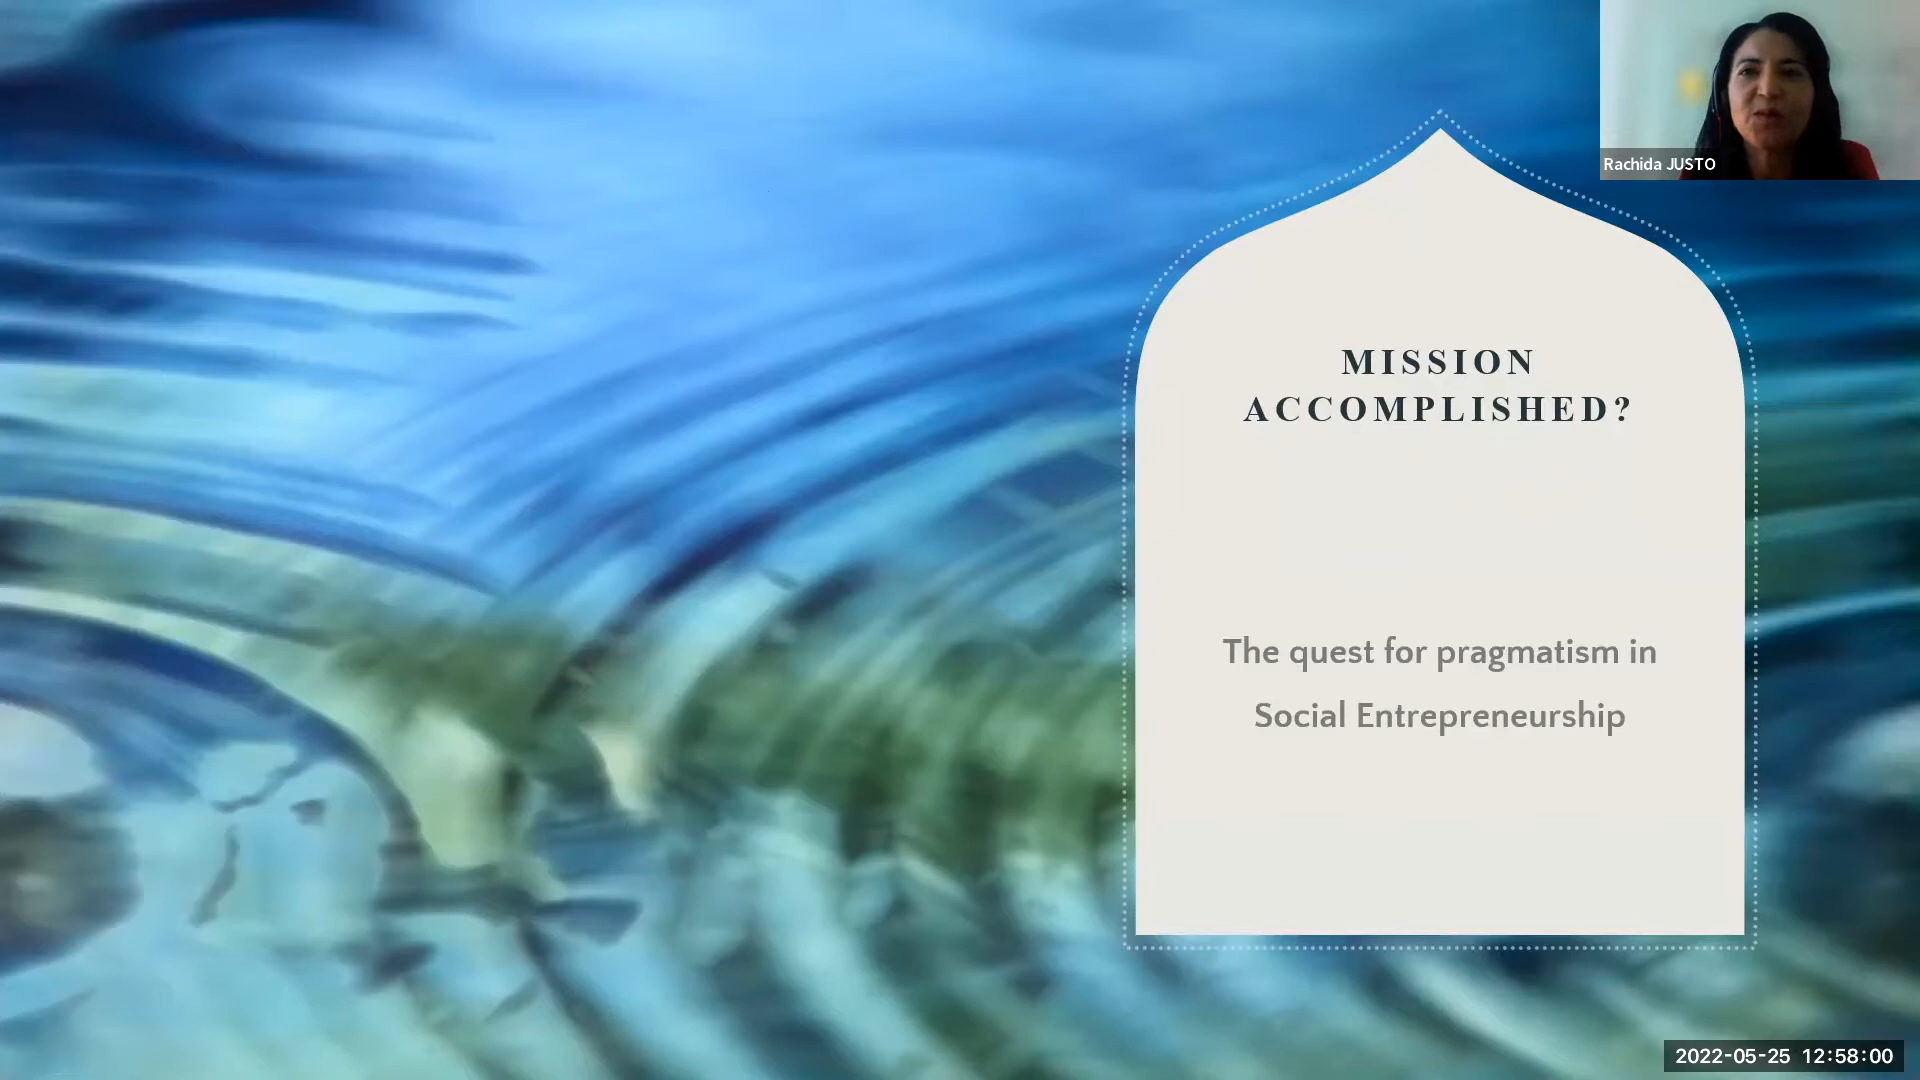 Rachida JUSTO
MISSION
ACCOMPLISHED?
The quest for pragmatism in
Social Entrepreneurship
2022-05-25 12:58:00